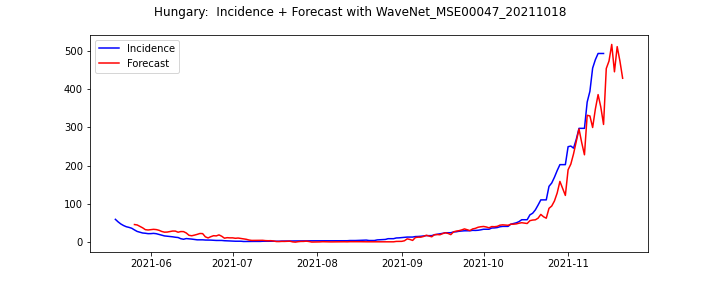 Hungary:  Incidence + Forecast with WaveNet_MSE00047_20211018
Incidence
Forecast
500
400
300
200
100
0
2021-06 2021-07 2021-08 2021-09 2021-10 2021-11